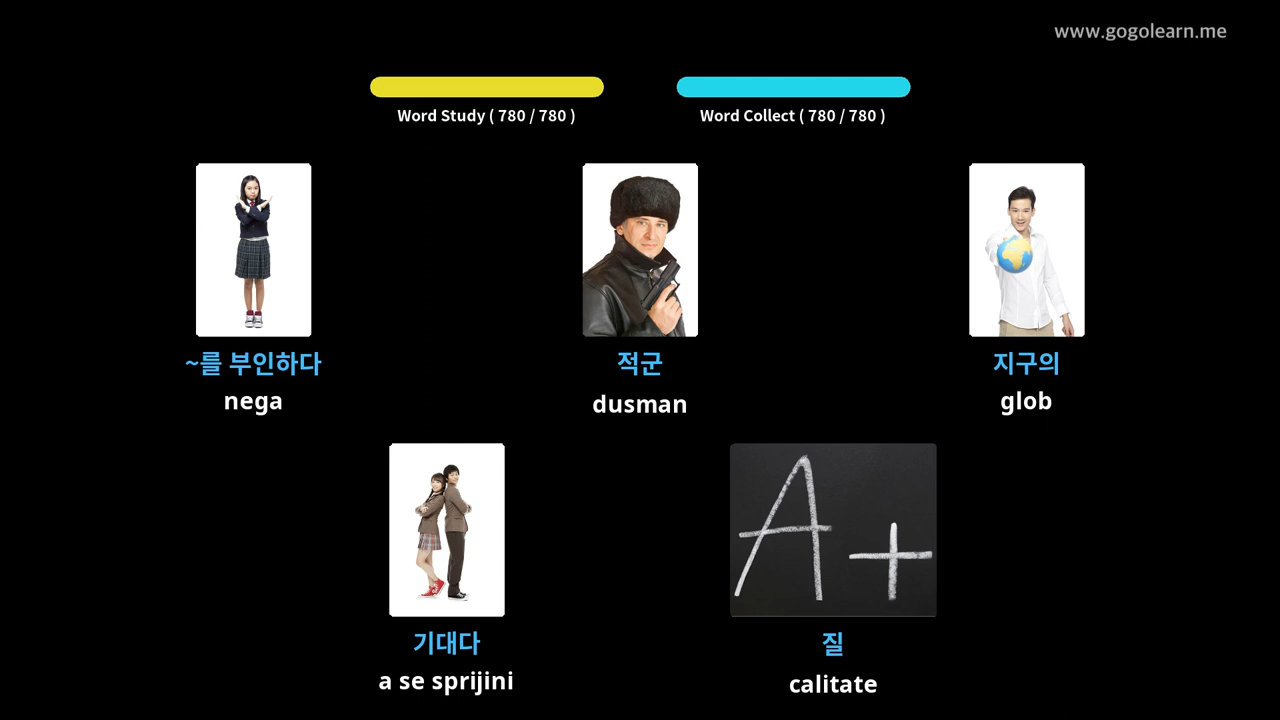 www.gogolearn.me
Word Study ( 780 / 780 )
Word Collect ( 780 / 780 )
~를 부인하다
nega
적군
dusman
지구의
glob
기대다
a se sprijini
A+
질
calitate